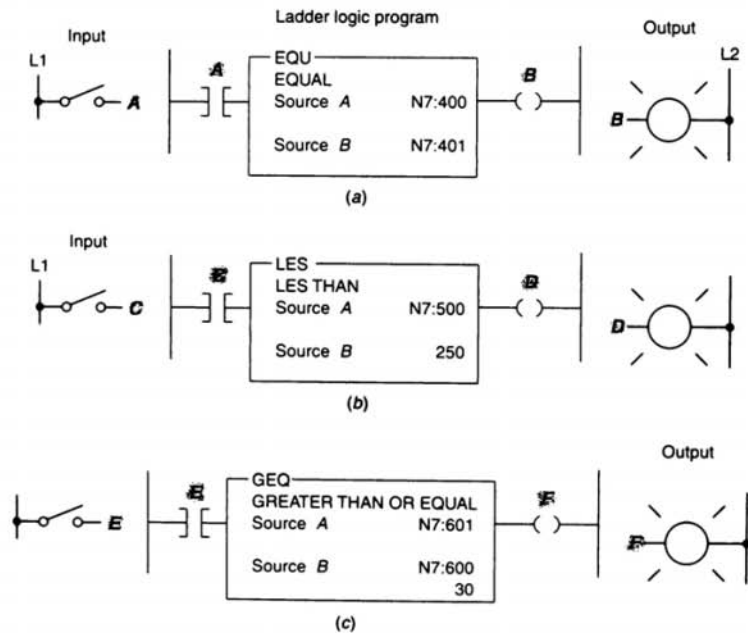 Ladder logic program
Input
Output
L1
L2
A
A
EQU
EQUAL
Source A N7:400
Source B N7:401
B
B
(a)
Input
L1
C
LES
LES THAN
Source A N7:500
Source B 250
D
D
(b)
Output
E
E
GEQ
GREATER THAN OR EQUAL
Source A N7:601
Source B N7:600
30
F
F
(c)